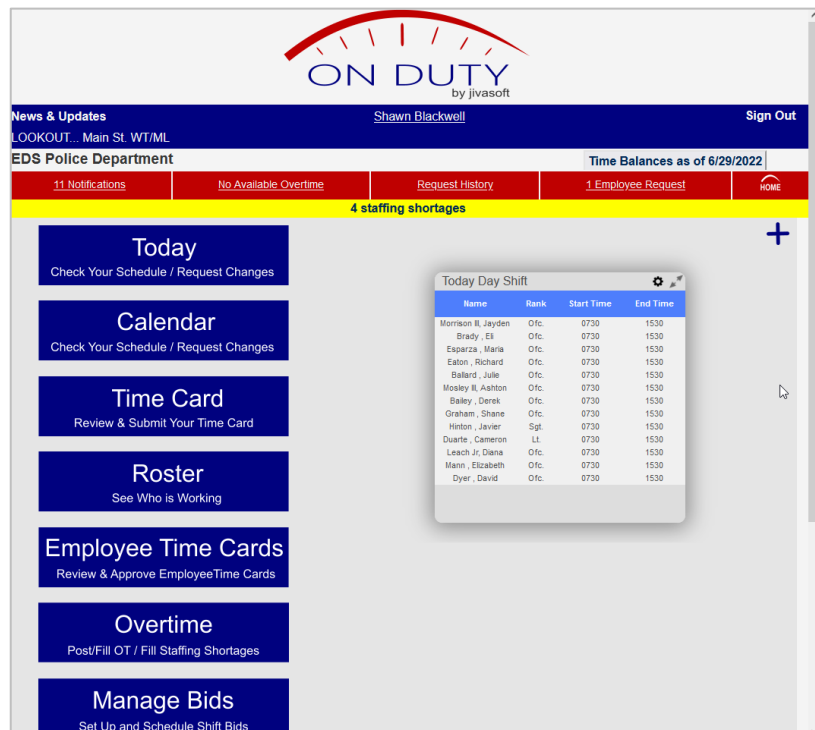 ON DUTY
by jivasoft
News & Updates Shawn Blackwell Sign Out
LOOKOUT... Main St. WT/ML
EDS Police Department Time Balances as of 6/29/2022
11 Notifications No Available Overtime Request History 1 Employee Request HOME
4 staffing shortages
Today
Check Your Schedule / Request Changes
Calendar
Check Your Schedule / Request Changes
Time Card
Review & Submit Your Time Card
Roster
See Who is Working
Employee Time Cards
Review & Approve EmployeeTime Cards
Overtime
Post/Fill OT / Fill Staffing Shortages
Manage Bids
Set Up and Schedule Shift Bids
Today Day Shift
Name Rank Start Time End Time
Morrison III, Jayden Ofc. 0730 1530
Brady , Eli Ofc. 0730 1530
Esparza , Maria Ofc. 0730 1530
Eaton , Richard Ofc. 0730 1530
Ballard , Julie Ofc. 0730 1530
Mosley III, Ashton Ofc. 0730 1530
Bailey , Derek Ofc. 0730 1530
Graham , Shane Ofc. 0730 1530
Hinton , Javier Sgt. 0730 1530
Duarte , Cameron Lt. 0730 1530
Leach Jr, Diana Ofc. 0730 1530
Mann , Elizabeth Ofc. 0730 1530
Dyer , David Ofc. 0730 1530